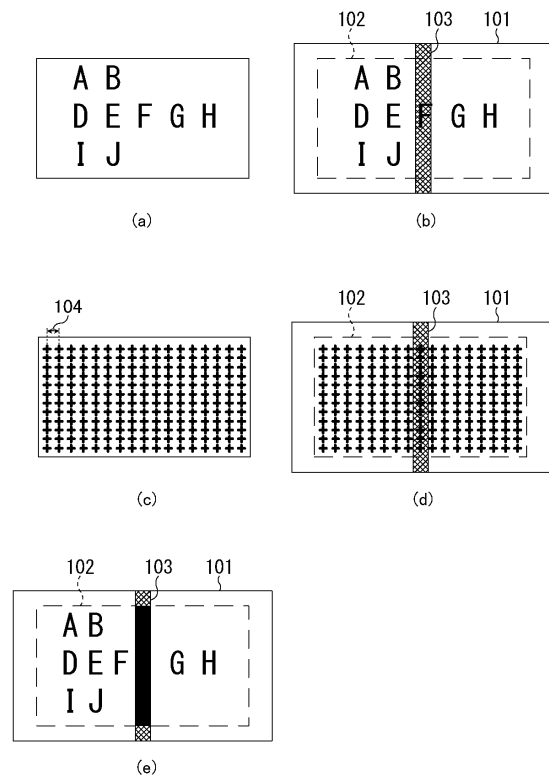 102 103 101
A B
D E F G H
I J
A B
D E F G H
I J
(a)
(b)
104
102 103 101
(c)
(d)
102 103 101
A B
D E F G H
I J
(e)